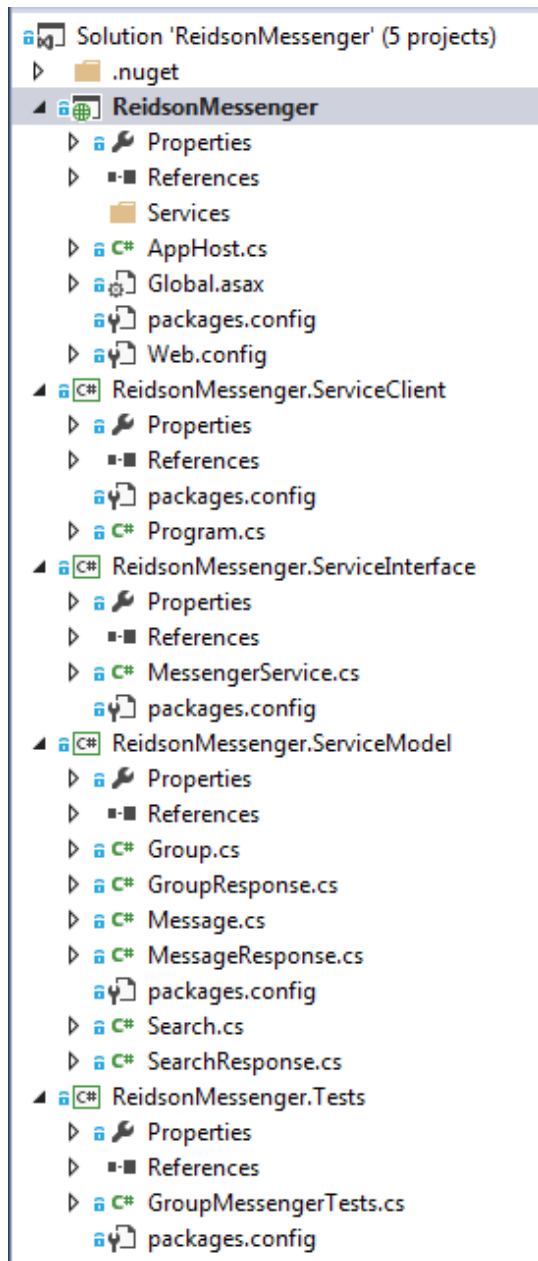 Solution 'ReidsonMessenger' (5 projects)
.nuget
ReidsonMessenger
Properties
References
Services
C# AppHost.cs
Global.asax
packages.config
Web.config
C# ReidsonMessenger.ServiceClient
Properties
References
packages.config
C# Program.cs
C# ReidsonMessenger.ServiceInterface
Properties
References
C# MessengerService.cs
packages.config
C# ReidsonMessenger.ServiceModel
Properties
References
C# Group.cs
C# GroupResponse.cs
C# Message.cs
C# MessageResponse.cs
packages.config
C# Search.cs
C# SearchResponse.cs
C# ReidsonMessenger.Tests
Properties
References
C# GroupMessengerTests.cs
packages.config